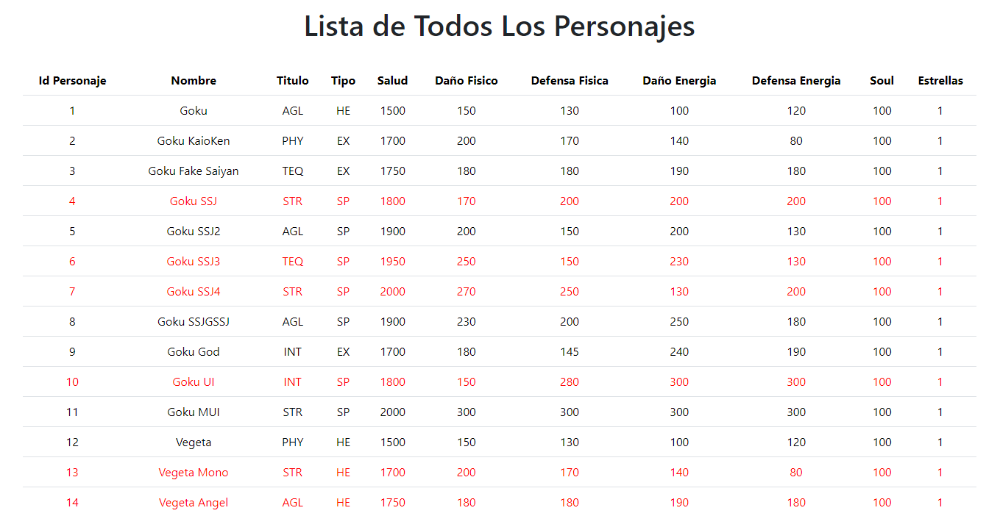 Lista de Todos Los Personajes
Id Personaje Nombre Titulo Tipo Salud Daño Fisico Defensa Fisica Daño Energia Defensa Energia Soul Estrellas
1 Goku AGL HE 1500 150 130 100 120 100 1
2 Goku KaioKen PHY EX 1700 200 170 140 80 100 1
3 Goku Fake Saiyan TEQ EX 1750 180 180 190 180 100 1
4 Goku SSJ STR SP 1800 170 200 200 200 100 1
5 Goku SSJ2 AGL SP 1900 200 150 200 130 100 1
6 Goku SSJ3 TEQ SP 1950 250 150 230 130 100 1
7 Goku SSJ4 STR SP 2000 270 250 130 200 100 1
8 Goku SSJGSSJ AGL SP 1900 230 200 250 180 100 1
9 Goku God INT EX 1700 180 145 240 190 100 1
10 Goku UI INT SP 1800 150 280 300 300 100 1
11 Goku MUI STR SP 2000 300 300 300 300 100 1
12 Vegeta PHY HE 1500 150 130 100 120 100 1
13 Vegeta Mono STR HE 1700 200 170 140 80 100 1
14 Vegeta Angel AGL HE 1750 180 180 190 180 100 1